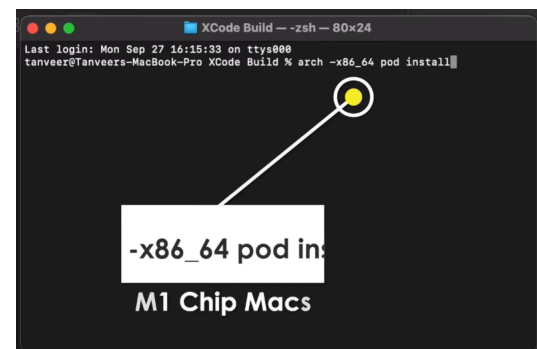 XCode Build — -zsh — 80×24
Last login: Mon Sep 27 16:15:33 on ttys000
tanveer@Tanveers-MacBook-Pro XCode Build % arch -x86_64 pod install
-x86_64 pod in
M1 Chip Macs